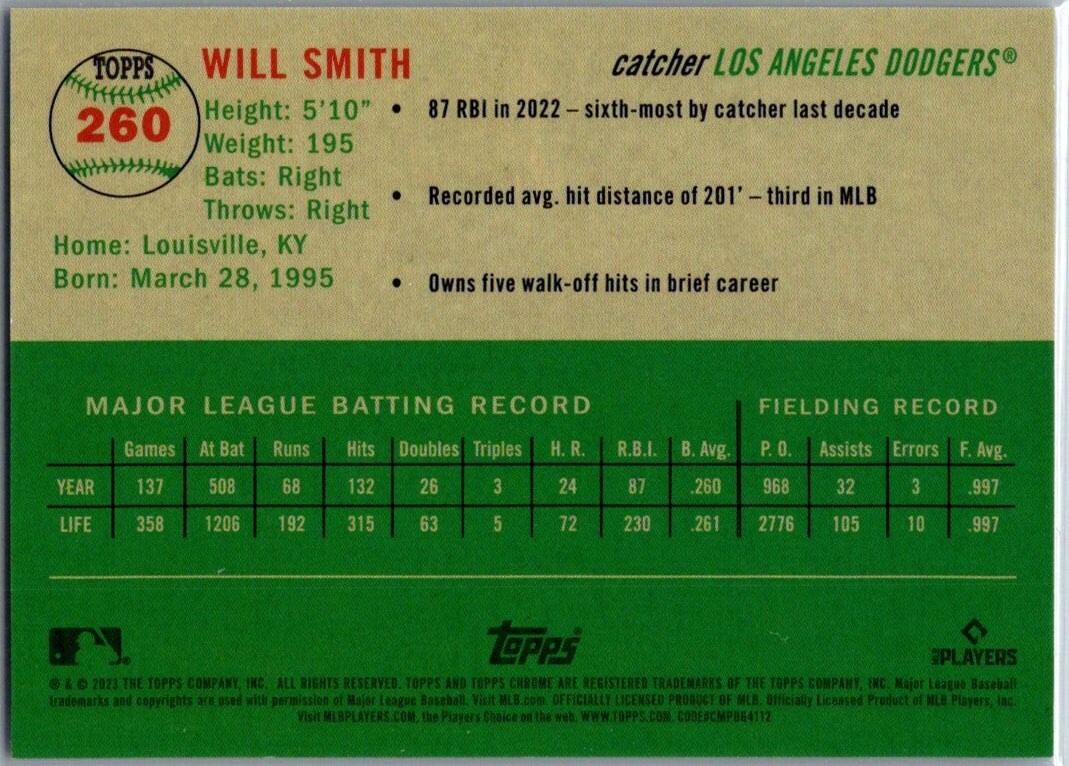 TOPPS
260
WILL SMITH
catcher LOS ANGELES DODGERS®
Height: 5'10"
Weight: 195
Bats: Right
Throws: Right
Home: Louisville, KY
Born: March 28, 1995
• 87 RBI in 2022 – sixth-most by catcher last decade
• Recorded avg. hit distance of 201' – third in MLB
• Owns five walk-off hits in brief career
MAJOR LEAGUE BATTING RECORD FIELDING RECORD
Games At Bat Runs Hits Doubles Triples H. R. R.B.I. B. Avg. P. O. Assists Errors F. Avg.
YEAR 137 508 68 132 26 3 24 87 .260 968 32 3 .997
LIFE 358 1206 192 315 63 5 72 230 .261 2776 105 10 .997
Topps®
MLB PLAYERS
® & © 2023 THE TOPPS COMPANY, INC. ALL RIGHTS RESERVED. TOPPS AND TOPPS CHROME ARE REGISTERED TRADEMARKS OF THE TOPPS COMPANY, INC. Major League Baseball
trademarks and copyrights are used with permission of Major League Baseball. Visit MLB.com. OFFICIALLY LICENSED PRODUCT OF MLB. Officially Licensed Product of MLB Players, Inc.
Visit MLBPLAYERS.COM, the Players Choice on the web. WWW.TOPPS.COM. CODE#CMP064112